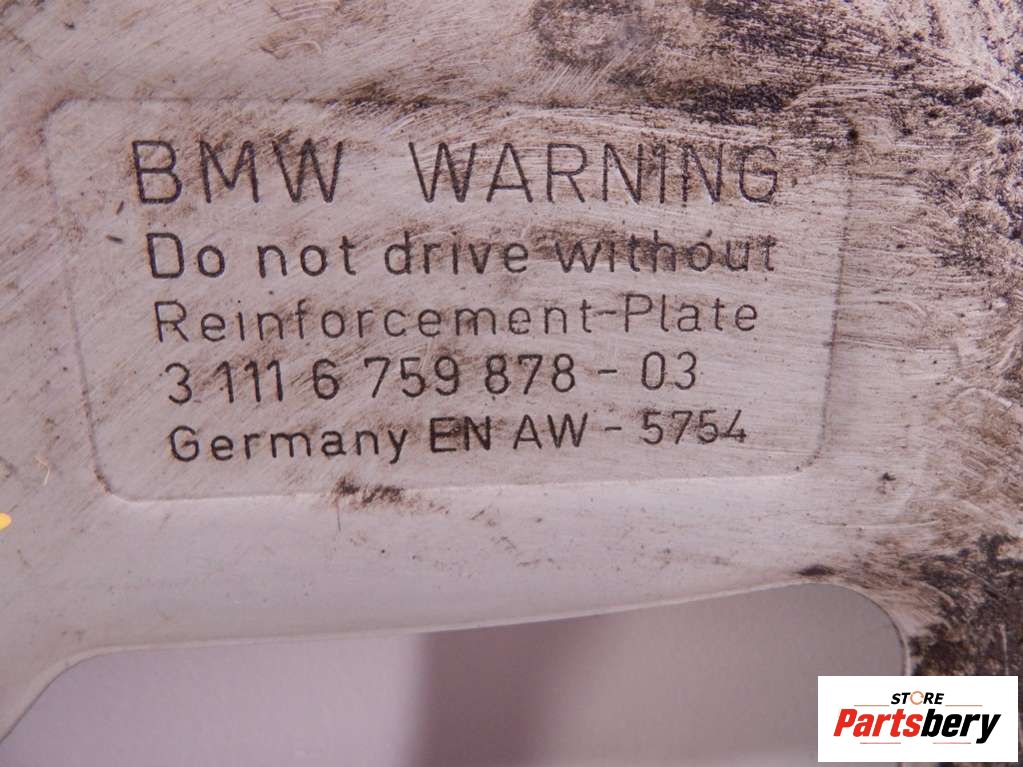 BMW WARNING
Do not drive without
Reinforcement-Plate
3 111 6 759 878 - 03
Germany EN AW - 5754
STORE
Partsbery